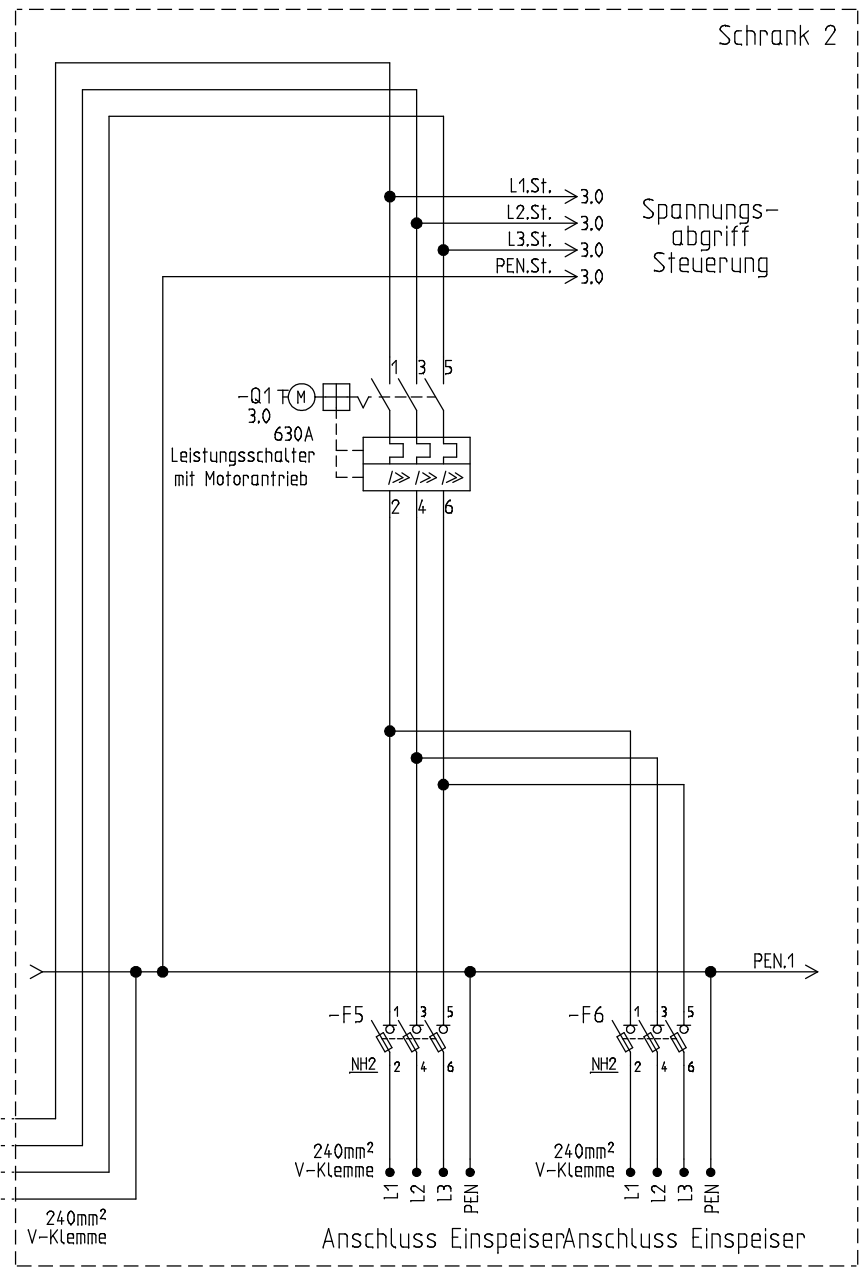 Schrank 2
L1.St. 3.0
L2.St. 3.0
L3.St. 3.0
PEN.St. 3.0
Spannungs-
abgriff
Steuerung
1 3 5
-Q1 M
3.0
630A
Leistungsschalter
mit Motorantrieb
2 4 6
PEN.1
-F5 1 3 5
NH2 2 4 6
-F6 1 3 5
NH2 2 4 6
240mm²
V-Klemme
L1 L2 L3 PEN
240mm²
V-Klemme
L1 L2 L3 PEN
240mm²
V-Klemme
Anschluss Einspeiser
Anschluss Einspeiser